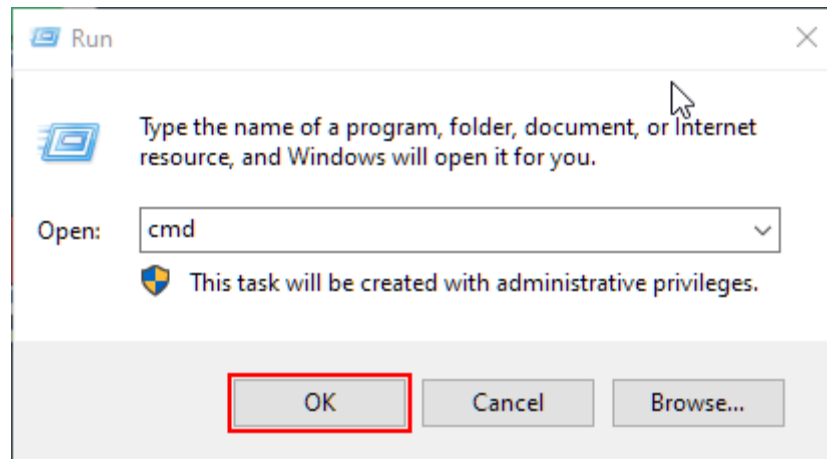 Run
Type the name of a program, folder, document, or Internet
resource, and Windows will open it for you.
Open: cmd
This task will be created with administrative privileges.
OK Cancel Browse...